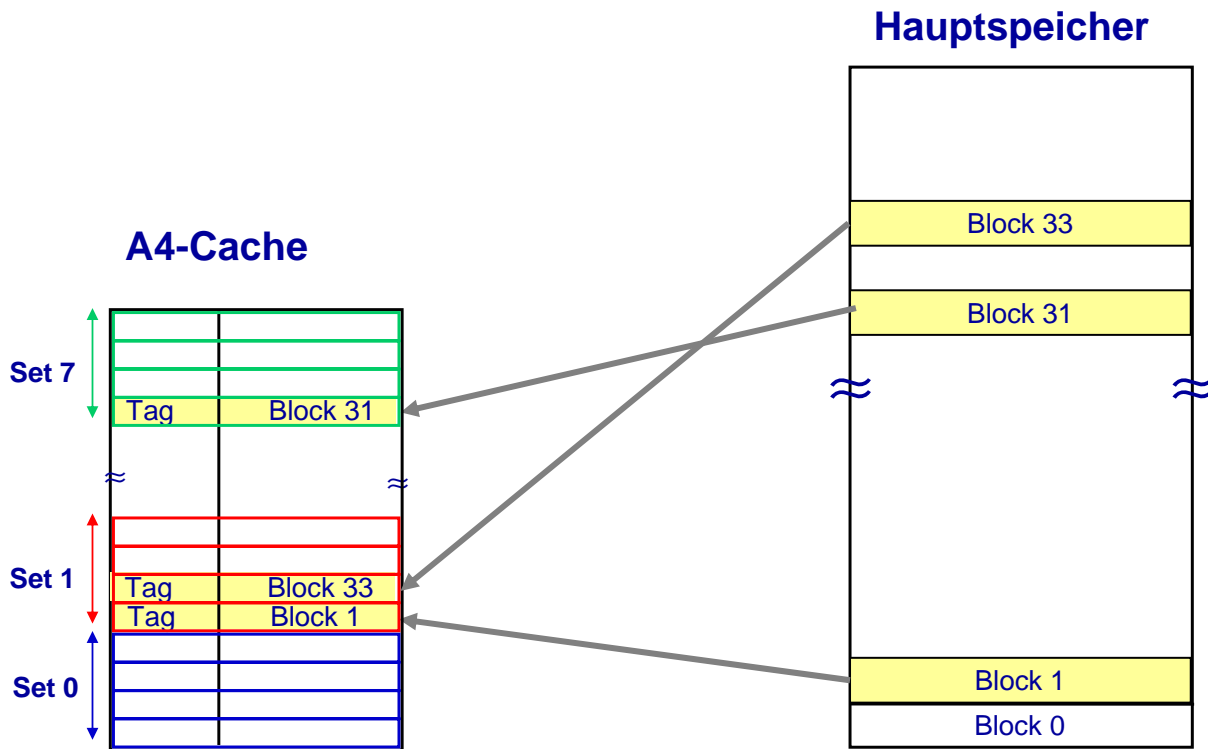 Hauptspeicher
Block 33
Block 31
Block 1
Block 0
A4-Cache
Set 7
Tag Block 31
Set 1
Tag Block 33
Tag Block 1
Set 0